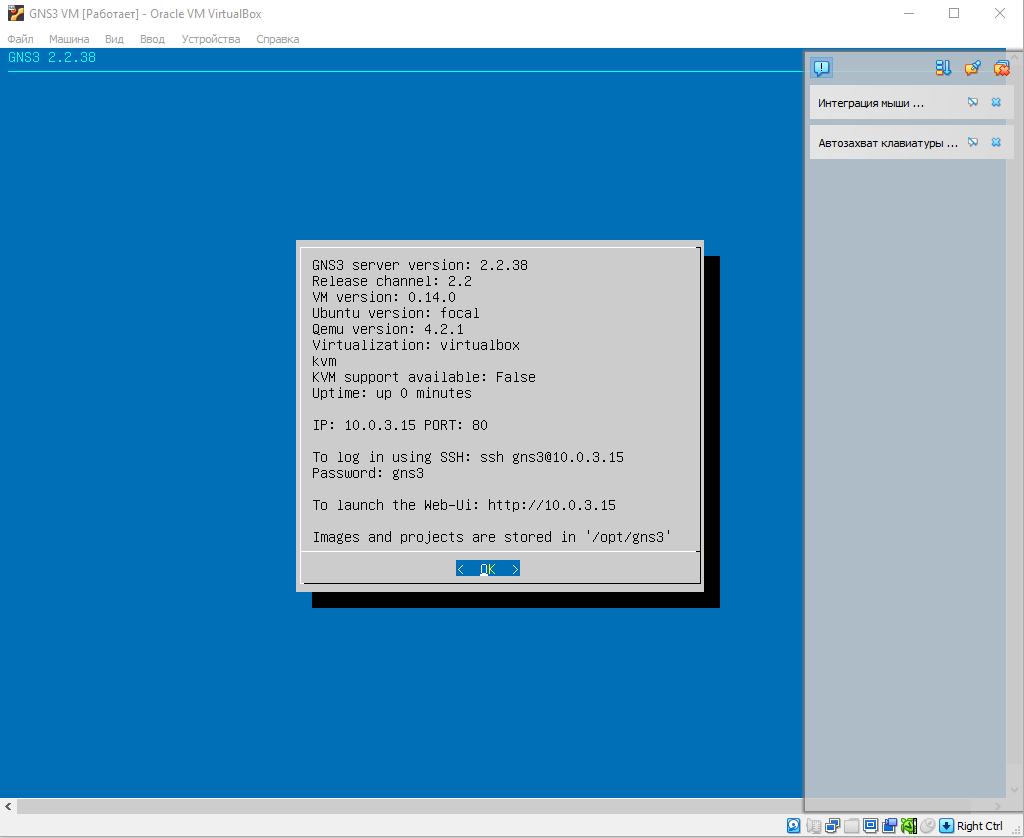 GNS3 VM [Работает] - Oracle VM VirtualBox
Файл Машина Вид Ввод Устройства Справка
GNS3 2.2.38
Интеграция мыши ...
Автозахват клавиатуры ...
GNS3 server version: 2.2.38
Release channel: 2.2
VM version: 0.14.0
Ubuntu version: focal
Qemu version: 4.2.1
Virtualization: virtualbox
kvm
KVM support available: False
Uptime: up 0 minutes
IP: 10.0.3.15 PORT: 80
To log in using SSH: ssh gns3@10.0.3.15
Password: gns3
To launch the Web-Ui: http://10.0.3.15
Images and projects are stored in '/opt/gns3'
< OK >
Right Ctrl